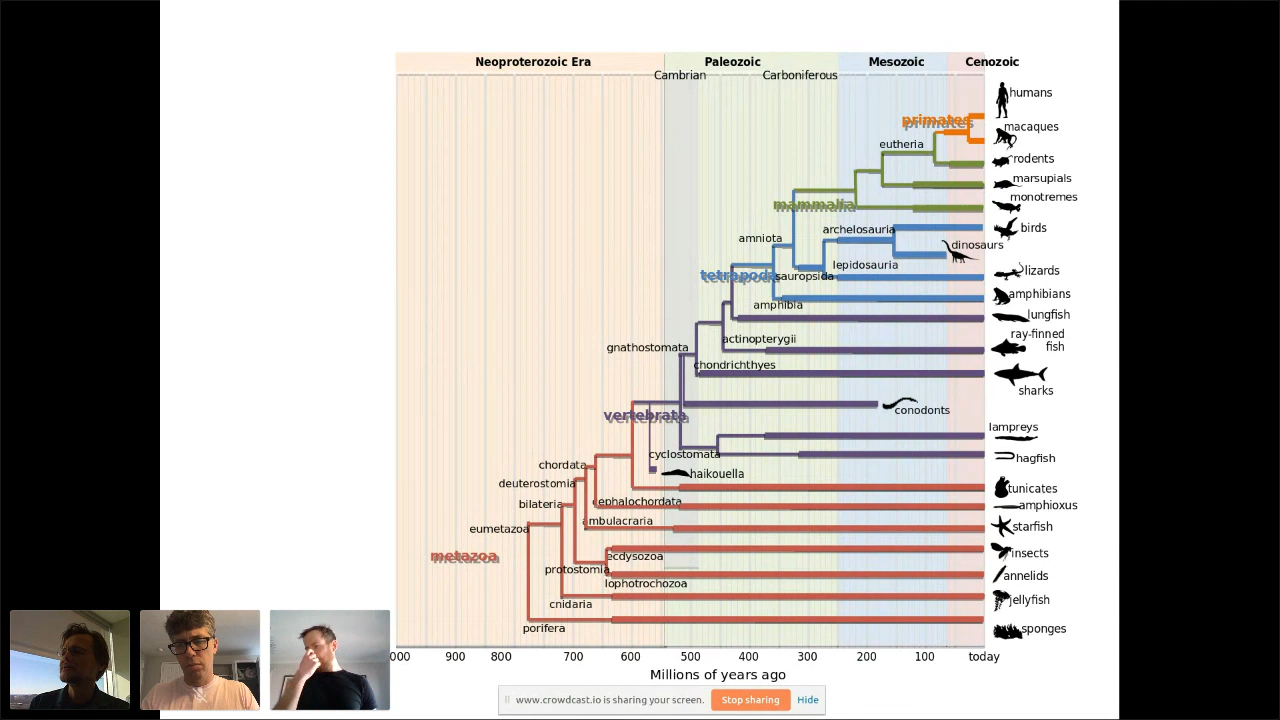 Neoproterozoic Era Paleozoic Mesozoic Cenozoic
Cambrian Carboniferous
humans
primates
macaques
eutheria
rodents
marsupials
monotremes
mammalia
birds
archelosauria
amniota
dinosaurs
lepidosauria
lizards
tetrapoda
sauropsida
amphibians
amphibia
lungfish
ray-finned
fish
actinopterygii
gnathostomata
chondrichthyes
sharks
conodonts
vertebrata
lampreys
cyclostomata
hagfish
chordata
haikouella
deuterostomia
tunicates
bilateria
cephalochordata
amphioxus
ambulacraria
eumetazoa
starfish
metazoa
ecdysozoa
insects
protostomia
annelids
lophotrochozoa
cnidaria
jellyfish
porifera
sponges
000 900 800 700 600 500 400 300 200 100 today
Millions of years ago
www.crowdcast.io is sharing your screen. Stop sharing Hide